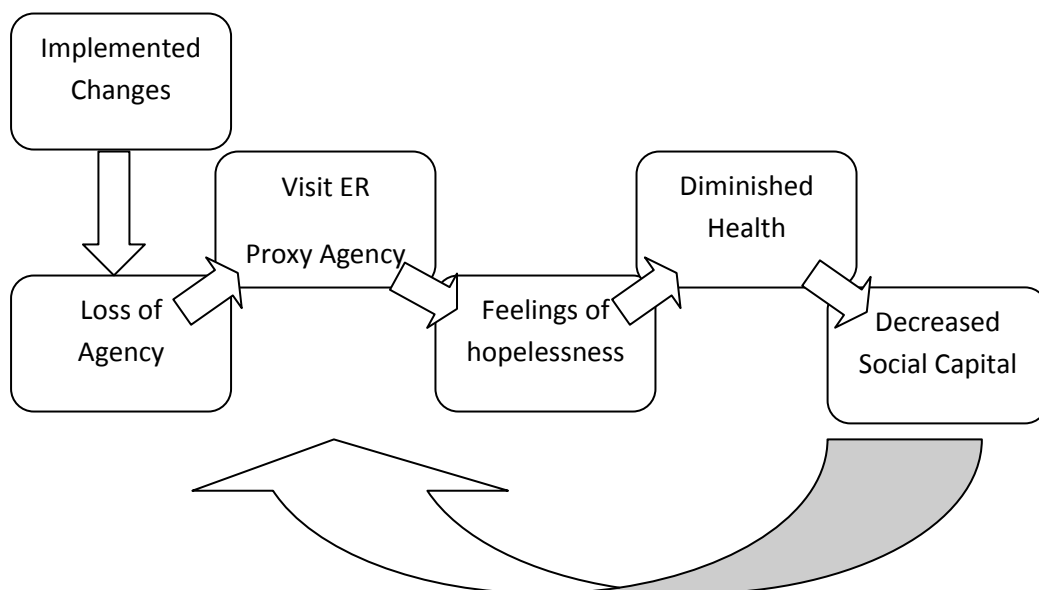 Implemented
Changes
Visit ER
Proxy Agency
Loss of
Agency
Feelings of
hopelessness
Diminished
Health
Decreased
Social Capital